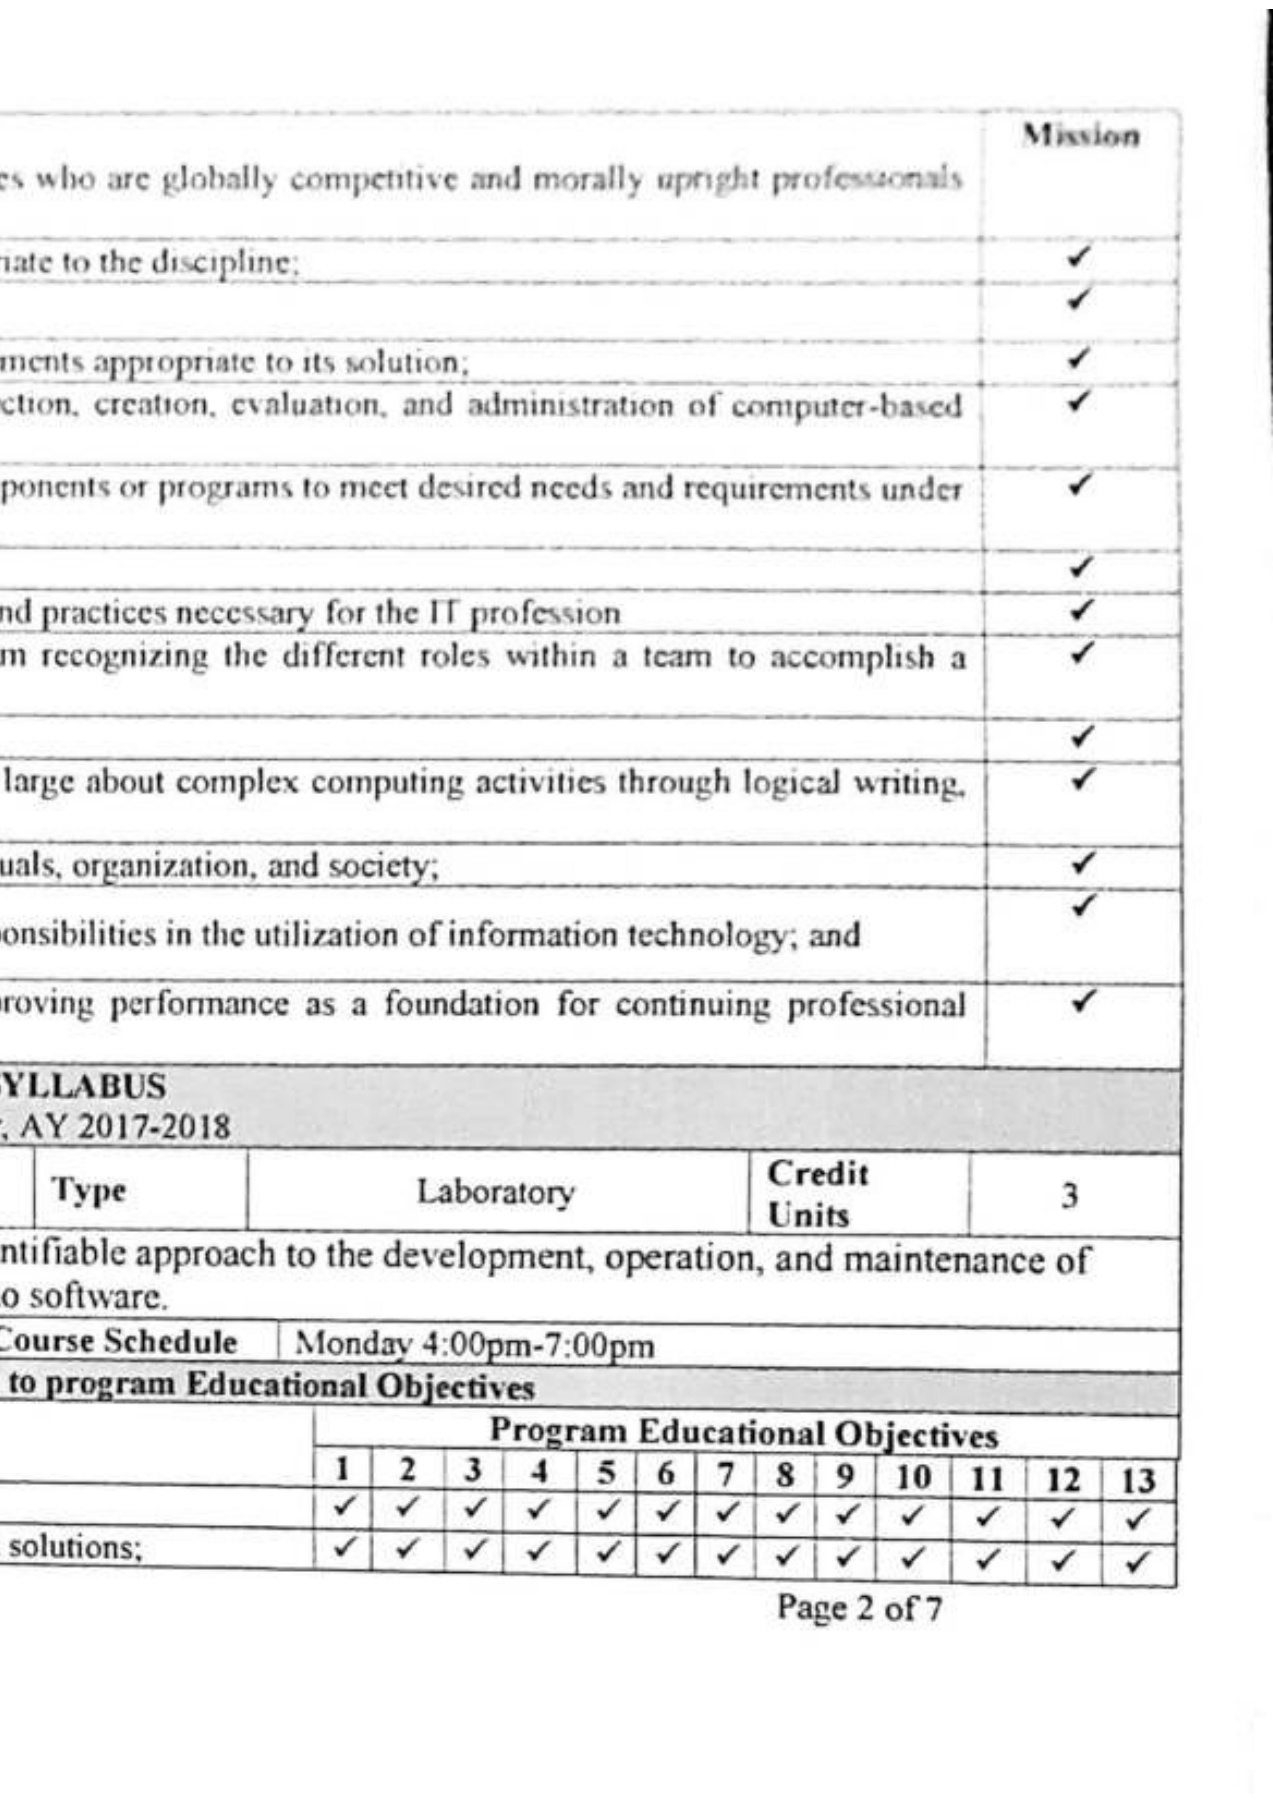 Mission
es who are globally competitive and morally upright professionals
riate to the discipline; ✓
✓
ments appropriate to its solution; ✓
ction, creation, evaluation, and administration of computer-based ✓
ponents or programs to meet desired needs and requirements under ✓
✓
nd practices necessary for the IT profession ✓
m recognizing the different roles within a team to accomplish a ✓
✓
large about complex computing activities through logical writing, ✓
uals, organization, and society; ✓
✓
onsibilities in the utilization of information technology; and
proving performance as a foundation for continuing professional ✓
SYLLABUS
, AY 2017-2018
Type Laboratory Credit Units 3
ntifiable approach to the development, operation, and maintenance of
o software.
Course Schedule Monday 4:00pm-7:00pm
to program Educational Objectives
Program Educational Objectives
1 2 3 4 5 6 7 8 9 10 11 12 13
✓ ✓ ✓ ✓ ✓ ✓ ✓ ✓ ✓ ✓ ✓ ✓ ✓
solutions; ✓ ✓ ✓ ✓ ✓ ✓ ✓ ✓ ✓ ✓ ✓ ✓ ✓
Page 2 of 7